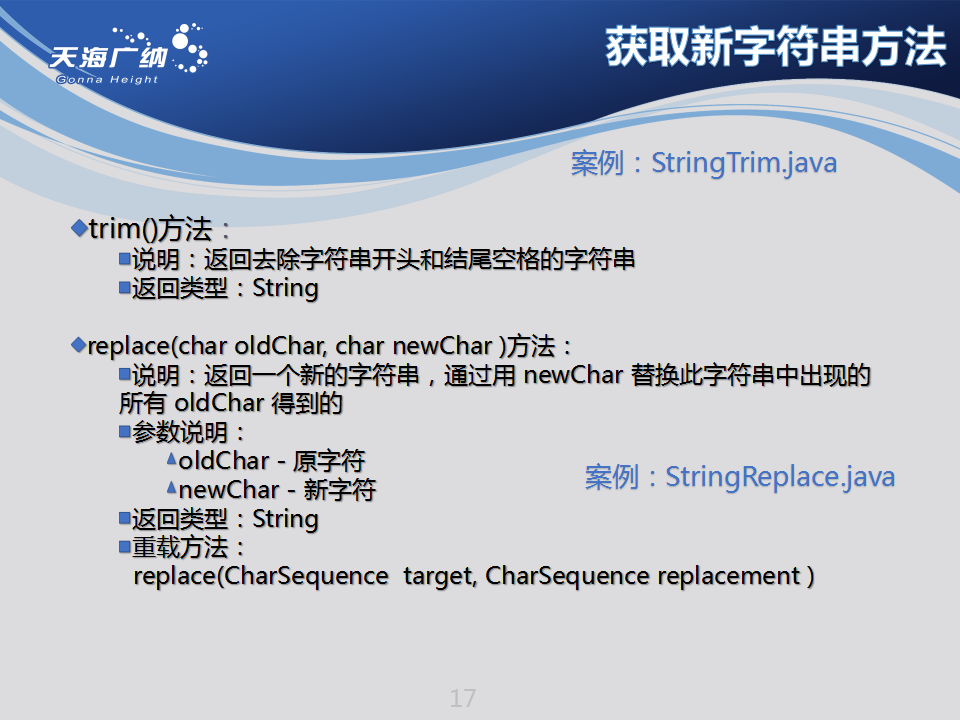 天海广纳
Gonna Height
获取新字符串方法
案例：StringTrim.java
trim()方法：
说明：返回去除字符串开头和结尾空格的字符串
返回类型：String
replace(char oldChar, char newChar )方法：
说明：返回一个新的字符串，通过用 newChar 替换此字符串中出现的
所有 oldChar 得到的
参数说明：
oldChar - 原字符
newChar - 新字符
案例：StringReplace.java
返回类型：String
重载方法：
replace(CharSequence  target, CharSequence replacement )
17